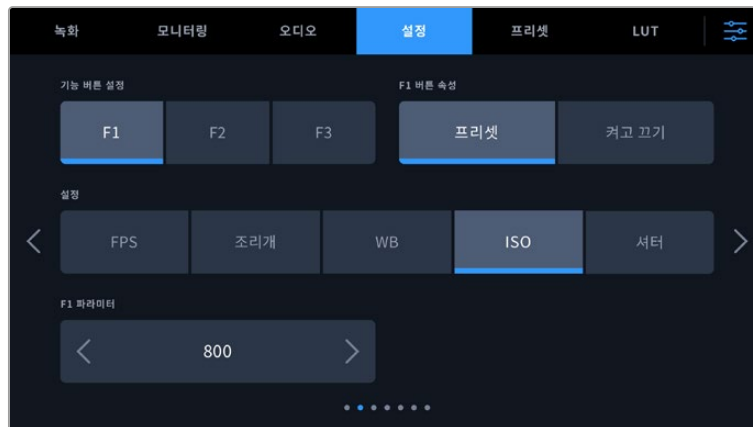 녹화 모니터링 오디오 설정 프리셋 LUT
기능 버튼 설정 F1 버튼 속성
F1 F2 F3 프리셋 켜고 끄기
설정
FPS 조리개 WB ISO 셔터
F1 파라미터
800